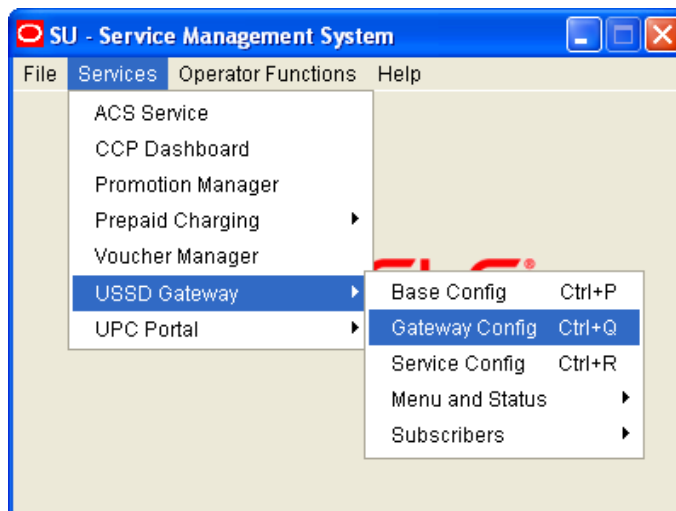 SU - Service Management System
File Services Operator Functions Help
ACS Service
CCP Dashboard
Promotion Manager
Prepaid Charging
Voucher Manager
USSD Gateway
UPC Portal
Base Config Ctrl+P
Gateway Config Ctrl+Q
Service Config Ctrl+R
Menu and Status
Subscribers